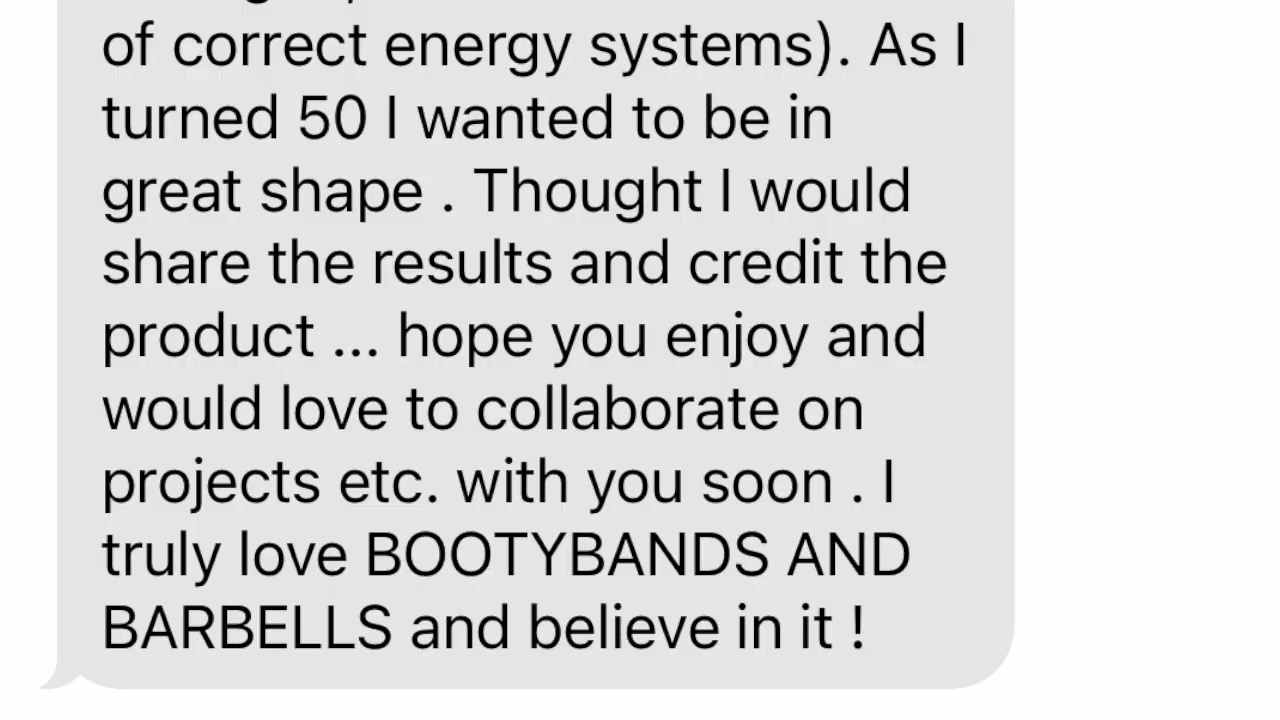 of correct energy systems). As I
turned 50 I wanted to be in
great shape . Thought I would
share the results and credit the
product ... hope you enjoy and
would love to collaborate on
projects etc. with you soon . I
truly love BOOTYBANDS AND
BARBELLS and believe in it !